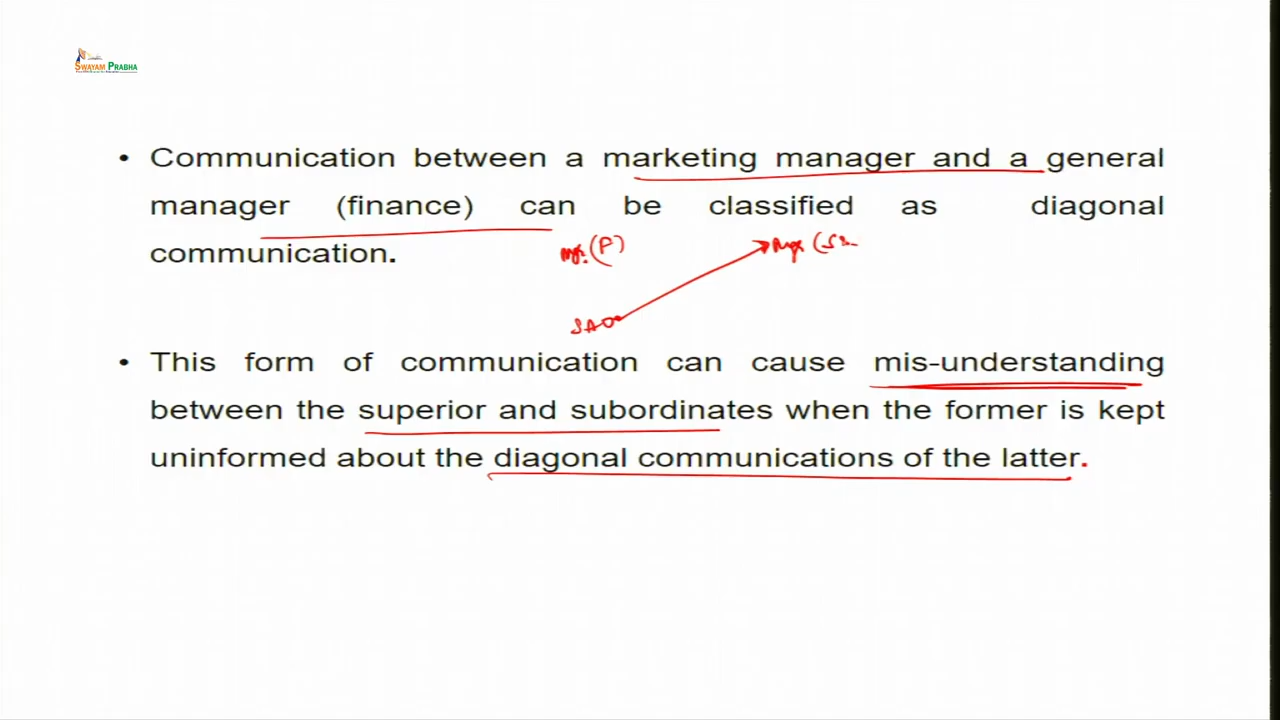 SWAYAM PRABHA
• Communication between a marketing manager and a general
manager (finance) can be classified as diagonal
communication.
Mgr. (P)
SAO
• This form of communication can cause mis-understanding
between the superior and subordinates when the former is kept
uninformed about the diagonal communications of the latter.